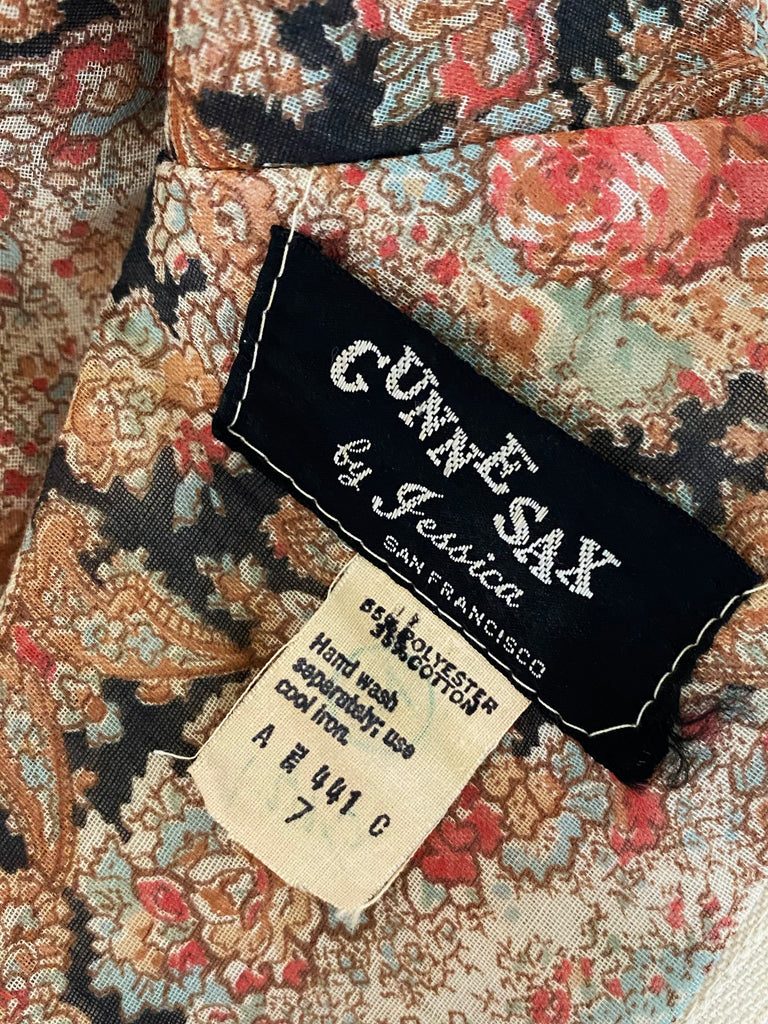 GUNNE SAX
by Jessica
SAN FRANCISCO
65% POLYESTER
35% COTTON
Hand wash
separately; use
cool iron.
A 441 C
7